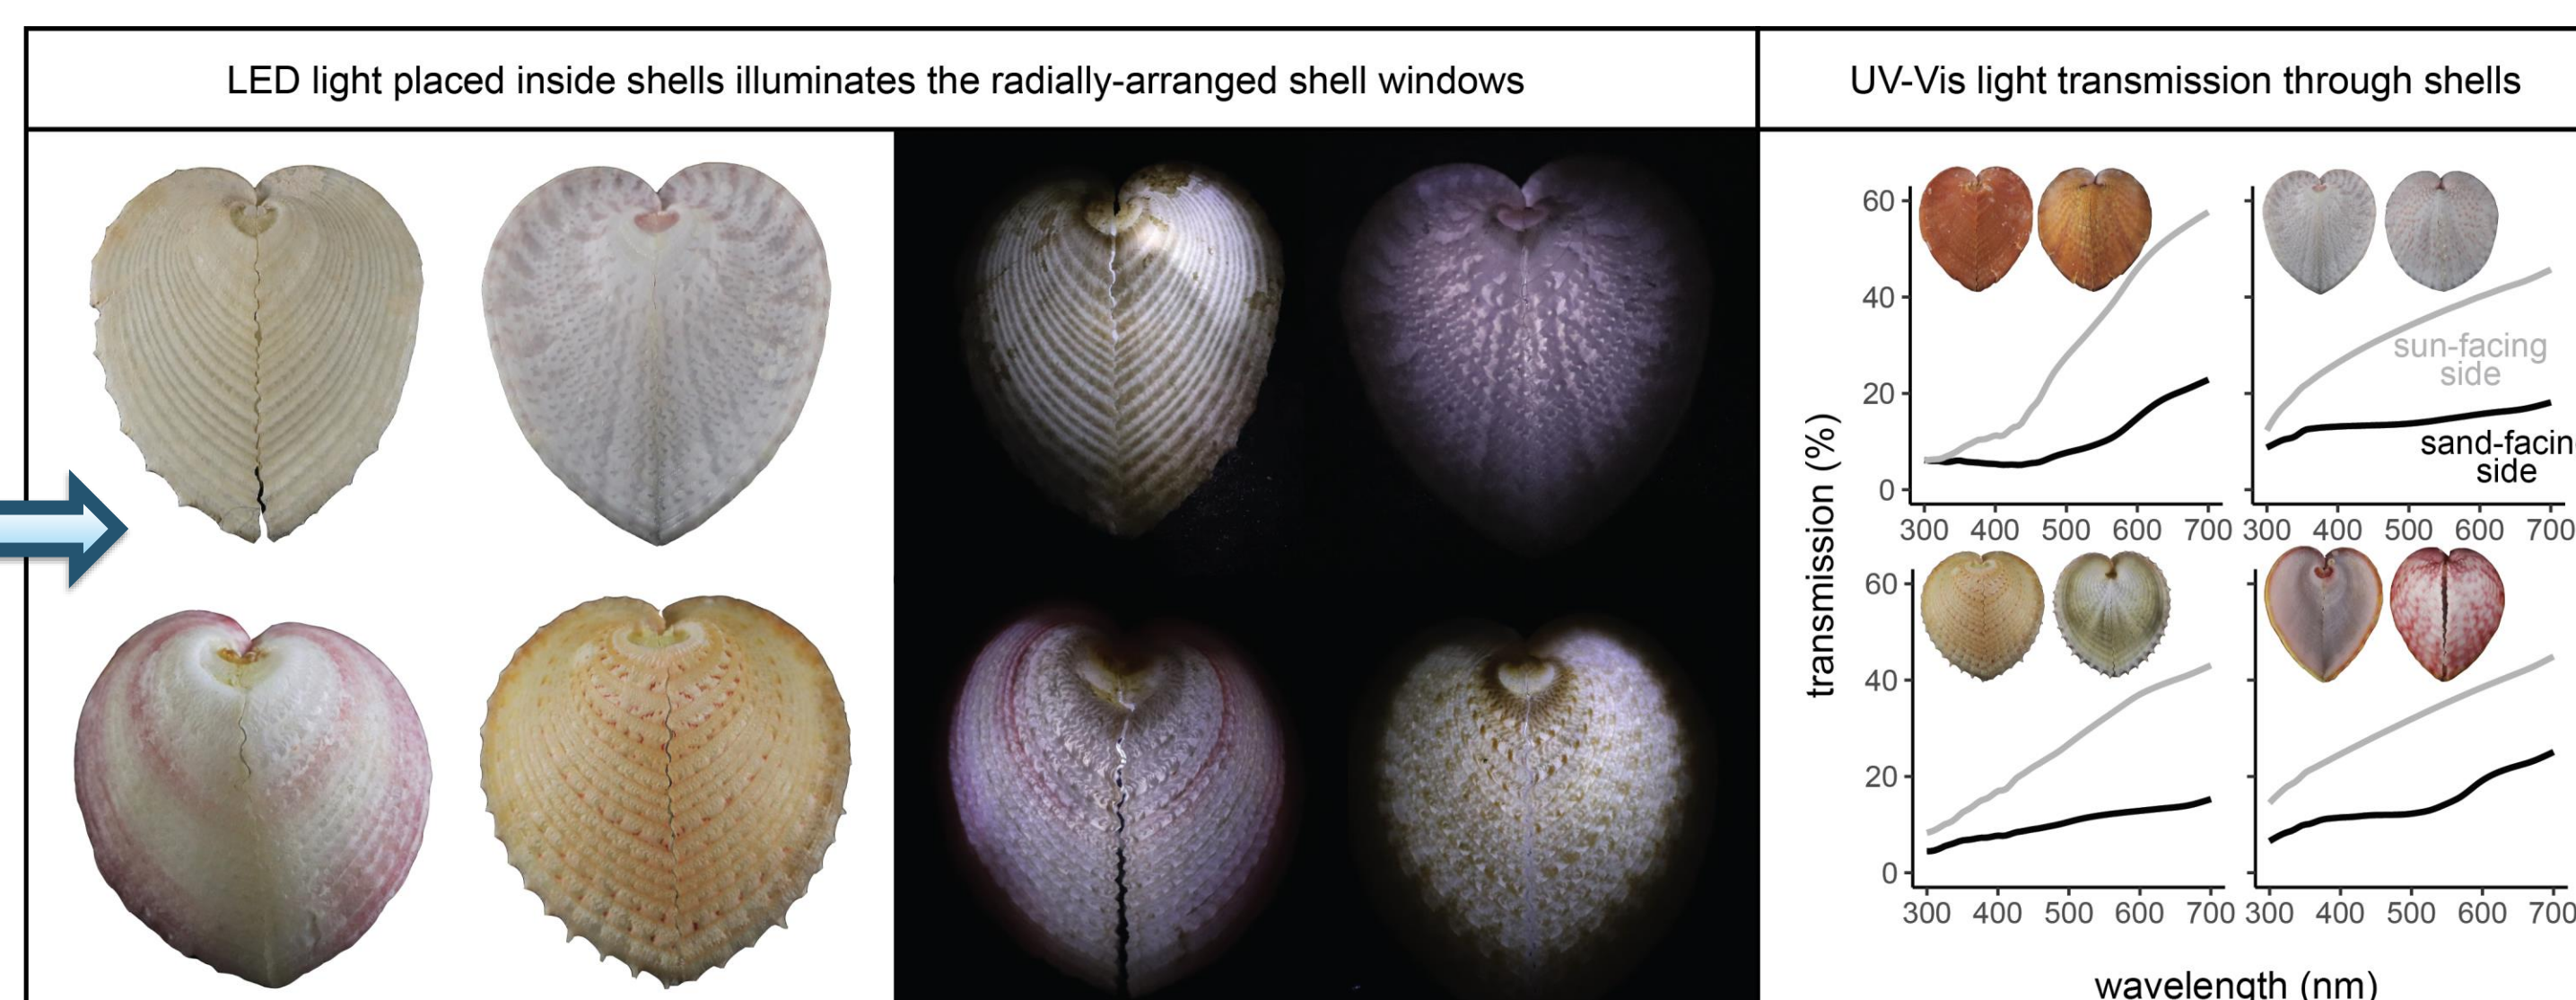 LED light placed inside shells illuminates the radially-arranged shell windows
UV-Vis light transmission through shells
transmission (%)
60
40
20
0
300 400 500 600 700
sun-facing
side
sand-facin
side
300 400 500 600 700
60
40
20
0
300 400 500 600 700
300 400 500 600 700
wavelength (nm)